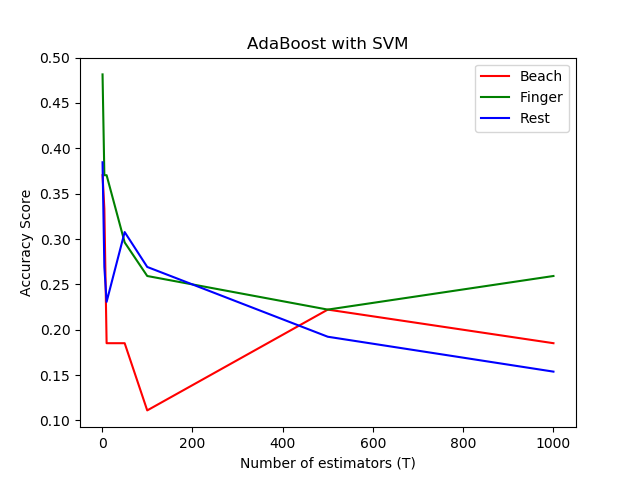 AdaBoost with SVM
Beach
Finger
Rest
Accuracy Score
0.50
0.45
0.40
0.35
0.30
0.25
0.20
0.15
0.10
0
200
400
600
800
1000
Number of estimators (T)